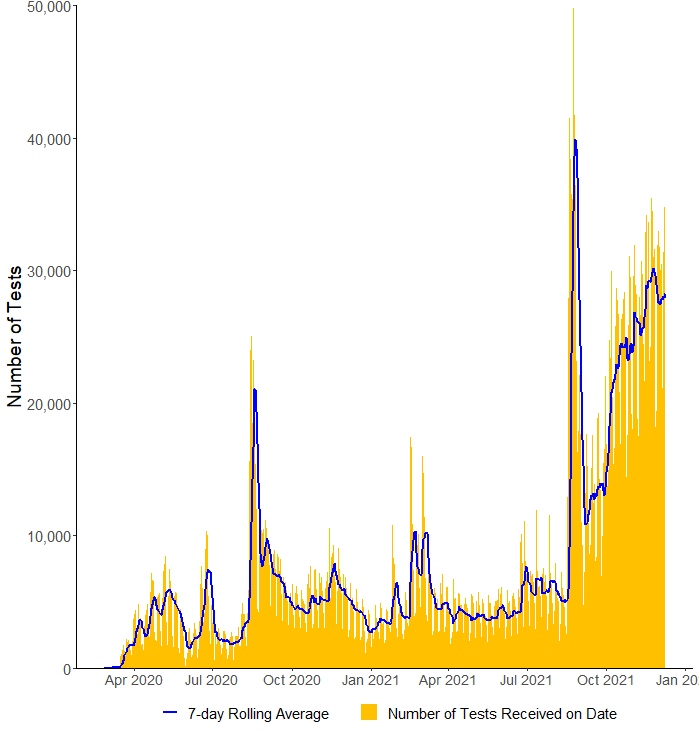 Number of Tests
50,000
40,000
30,000
20,000
10,000
0
Apr 2020 Jul 2020 Oct 2020 Jan 2021 Apr 2021 Jul 2021 Oct 2021 Jan 20
7-day Rolling Average Number of Tests Received on Date